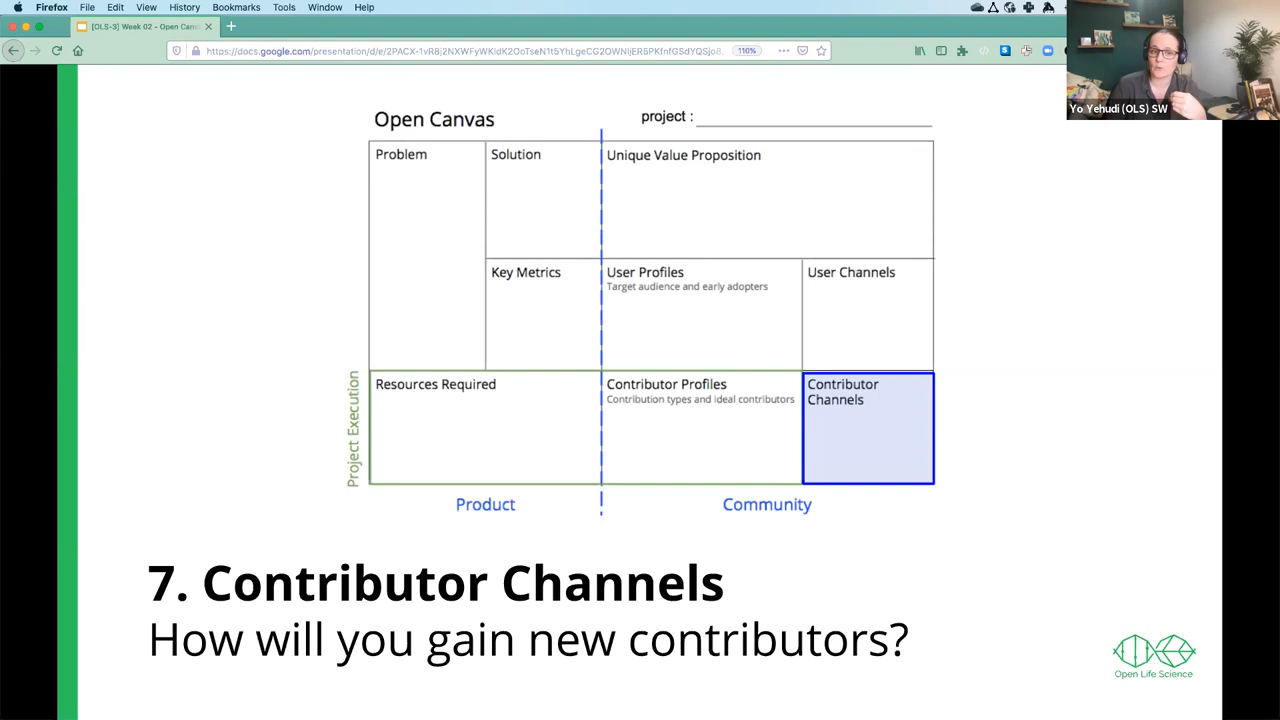 Firefox File Edit View History Bookmarks Tools Window Help
[OLS-3] Week 02 - Open Canv
https://docs.google.com/presentation/d/e/2PACX-1vR8j2NXWFyWKidK2OoTseN1t5YhLgeCG2OWNIjER5PKfnfGSdYQSjo8... 110%
Yo Yehudi (OLS) SW
Open Canvas
project :
Problem
Solution
Unique Value Proposition
Key Metrics
User Profiles
Target audience and early adopters
User Channels
Project Execution
Resources Required
Contributor Profiles
Contribution types and ideal contributors
Contributor
Channels
Product
Community
7. Contributor Channels
How will you gain new contributors?
Open Life Science